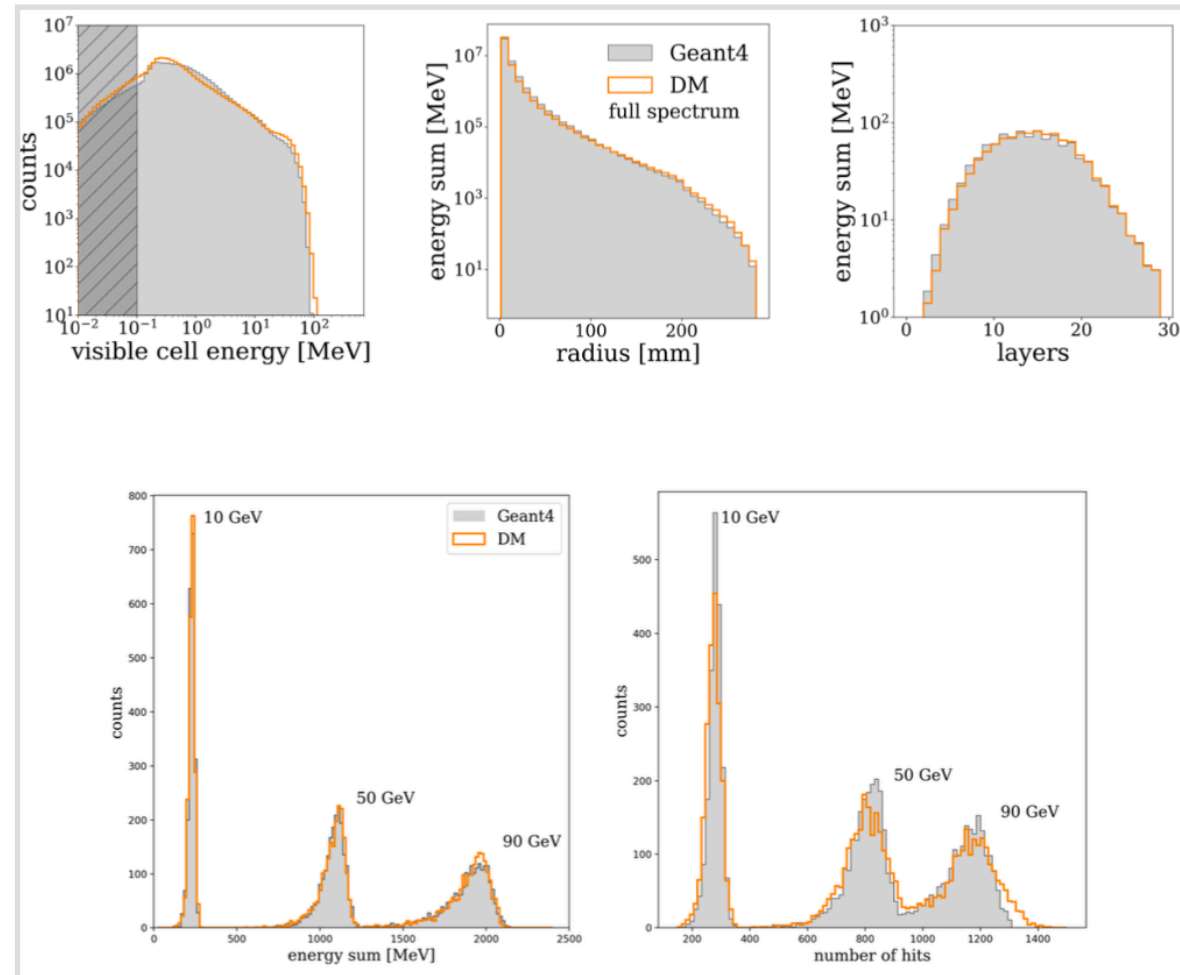 10^7
10^6
10^5
10^4
10^3
10^2
10^1
counts
10^-2 10^-1 10^0 10^1 10^2
visible cell energy [MeV]
10^7
10^5
10^3
10^1
energy sum [MeV]
Geant4
DM
full spectrum
0 100 200
radius [mm]
10^3
10^2
10^1
10^0
energy sum [MeV]
0 10 20 30
layers
800
700
600
500
400
300
200
100
0
counts
10 GeV
Geant4
DM
50 GeV
90 GeV
0 500 1000 1500 2000 2500
energy sum [MeV]
500
400
300
200
100
0
counts
10 GeV
50 GeV
90 GeV
200 400 600 800 1000 1200 1400
number of hits